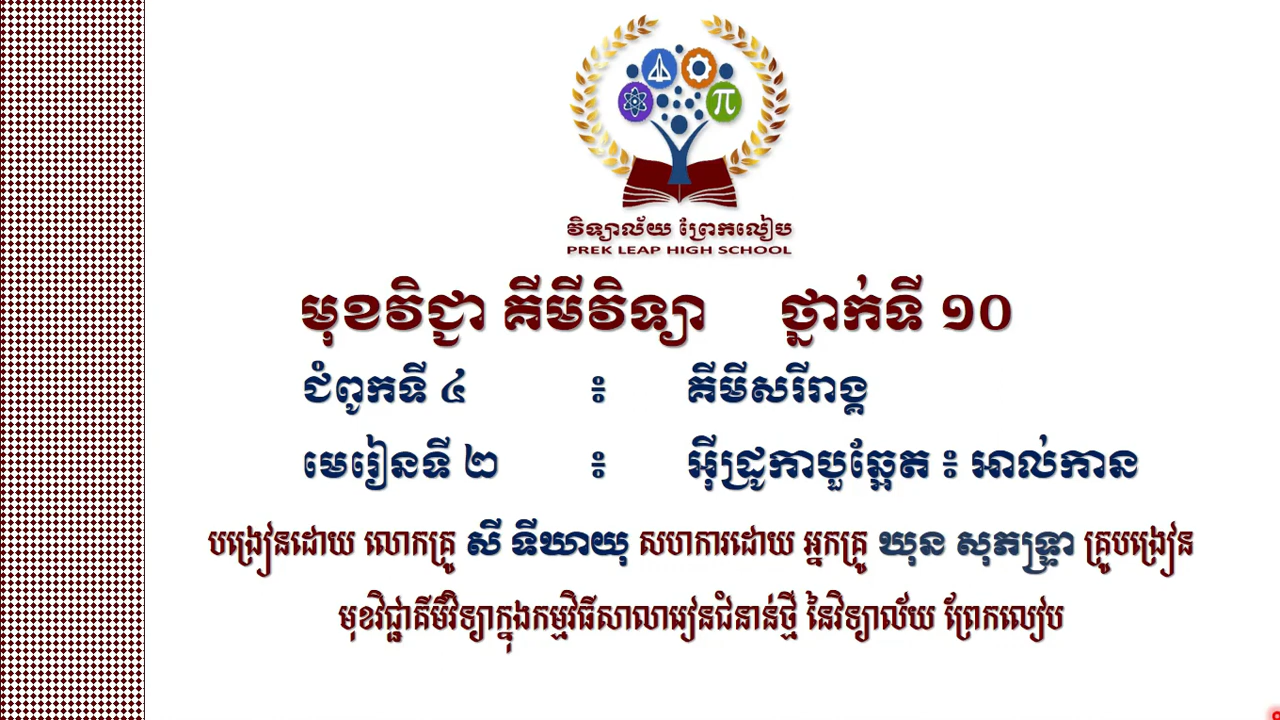 វិទ្យាល័យ ព្រែកលៀប
PREK LEAP HIGH SCHOOL
មុខវិជ្ជា គីមីវិទ្យា ថ្នាក់ទី ១០
ជំពូកទី ៤ ៖ គីមីសរីរាង្គ
មេរៀនទី ២ ៖ អ៊ីដ្រូកាបួឆ្អែត ៖ អាល់កាន
បង្រៀនដោយ លោកគ្រូ សី ទីឃាយុ សហការដោយ អ្នកគ្រូ ឃុន សុភទ្ទ្រា គ្រូបង្រៀន
មុខវិជ្ជាគីមីវិទ្យាក្នុងកម្មវិធីសាលារៀនជំនាន់ថ្មី នៃវិទ្យាល័យ ព្រែកលៀប